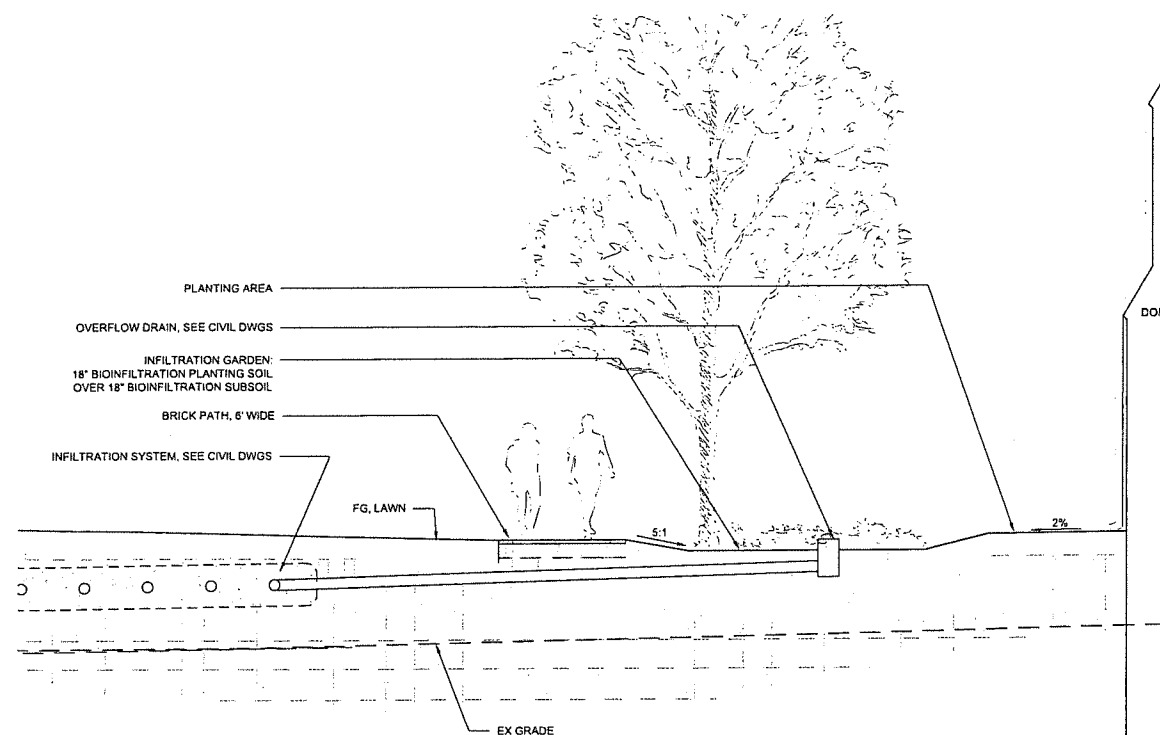 PLANTING AREA
OVERFLOW DRAIN, SEE CIVIL DWGS
INFILTRATION GARDEN:
18" BIOINFILTRATION PLANTING SOIL
OVER 18" BIOINFILTRATION SUBSOIL
BRICK PATH, 6' WIDE
INFILTRATION SYSTEM, SEE CIVIL DWGS
FG, LAWN
5:1
2%
EX GRADE